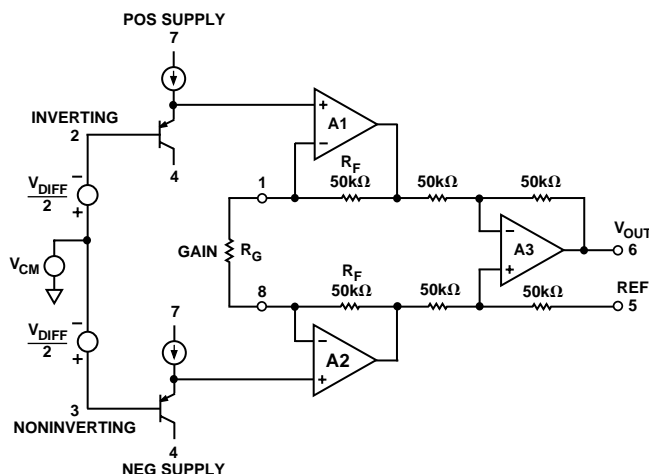 POS SUPPLY
7
INVERTING
2
4
+
A1
−
R_F
1
50kΩ
50kΩ
50kΩ
−
V_DIFF
2
+
V_CM
GAIN
R_G
−
A3
+
V_OUT
6
REF
5
8
R_F
50kΩ
50kΩ
50kΩ
−
V_DIFF
2
+
7
−
A2
+
3
NONINVERTING
4
NEG SUPPLY